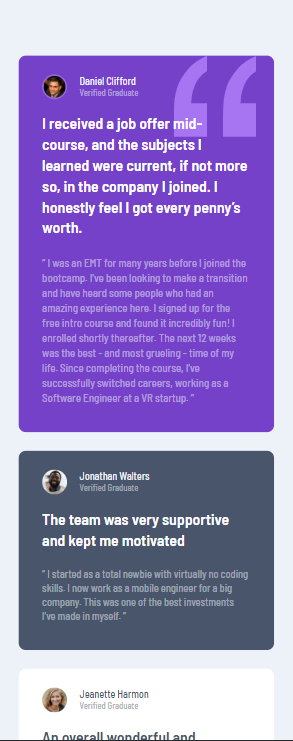 Daniel Clifford
Verified Graduate
I received a job offer mid-
course, and the subjects I
learned were current, if not more
so, in the company I joined. I
honestly feel I got every penny’s
worth.
“ I was an EMT for many years before I joined the
bootcamp. I’ve been looking to make a transition
and have heard some people who had an
amazing experience here. I signed up for the
free intro course and found it incredibly fun! I
enrolled shortly thereafter. The next 12 weeks
was the best - and most grueling - time of my
life. Since completing the course, I’ve
successfully switched careers, working as a
Software Engineer at a VR startup. ”
Jonathan Walters
Verified Graduate
The team was very supportive
and kept me motivated
“ I started as a total newbie with virtually no coding
skills. I now work as a mobile engineer for a big
company. This was one of the best investments
I’ve made in myself. ”
Jeanette Harmon
Verified Graduate
An overall wonderful and